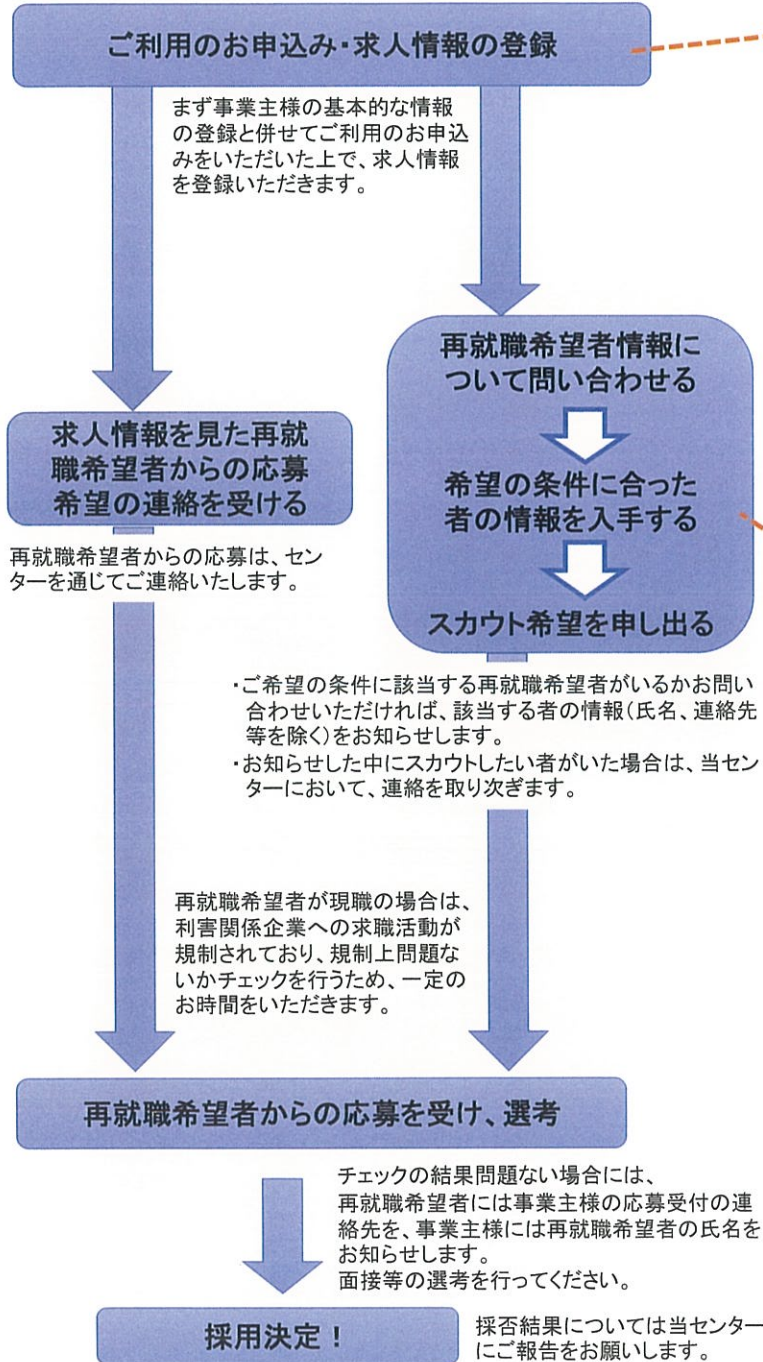 ご利用のお申込み・求人情報の登録
まず事業主様の基本的な情報
の登録と併せてご利用のお申込
みをいただいた上で、求人情報
を登録いただきます。
求人情報を見た再就
職希望者からの応募
希望の連絡を受ける
再就職希望者からの応募は、セン
ターを通じてご連絡いたします。
再就職希望者情報に
ついて問い合わせる
希望の条件に合った
者の情報を入手する
スカウト希望を申し出る
・ご希望の条件に該当する再就職希望者がいるかお問い
合わせいただければ、該当する者の情報(氏名、連絡先
等を除く)をお知らせします。
・お知らせした中にスカウトしたい者がいた場合は、当セン
ターにおいて、連絡を取り次ぎます。
再就職希望者が現職の場合は、
利害関係企業への求職活動が
規制されており、規制上問題な
いかチェックを行うため、一定の
お時間をいただきます。
再就職希望者からの応募を受け、選考
チェックの結果問題ない場合には、
再就職希望者には事業主様の応募受付の連
絡先を、事業主様には再就職希望者の氏名を
お知らせします。
面接等の選考を行ってください。
採用決定!
採否結果については当センター
にご報告をお願いします。